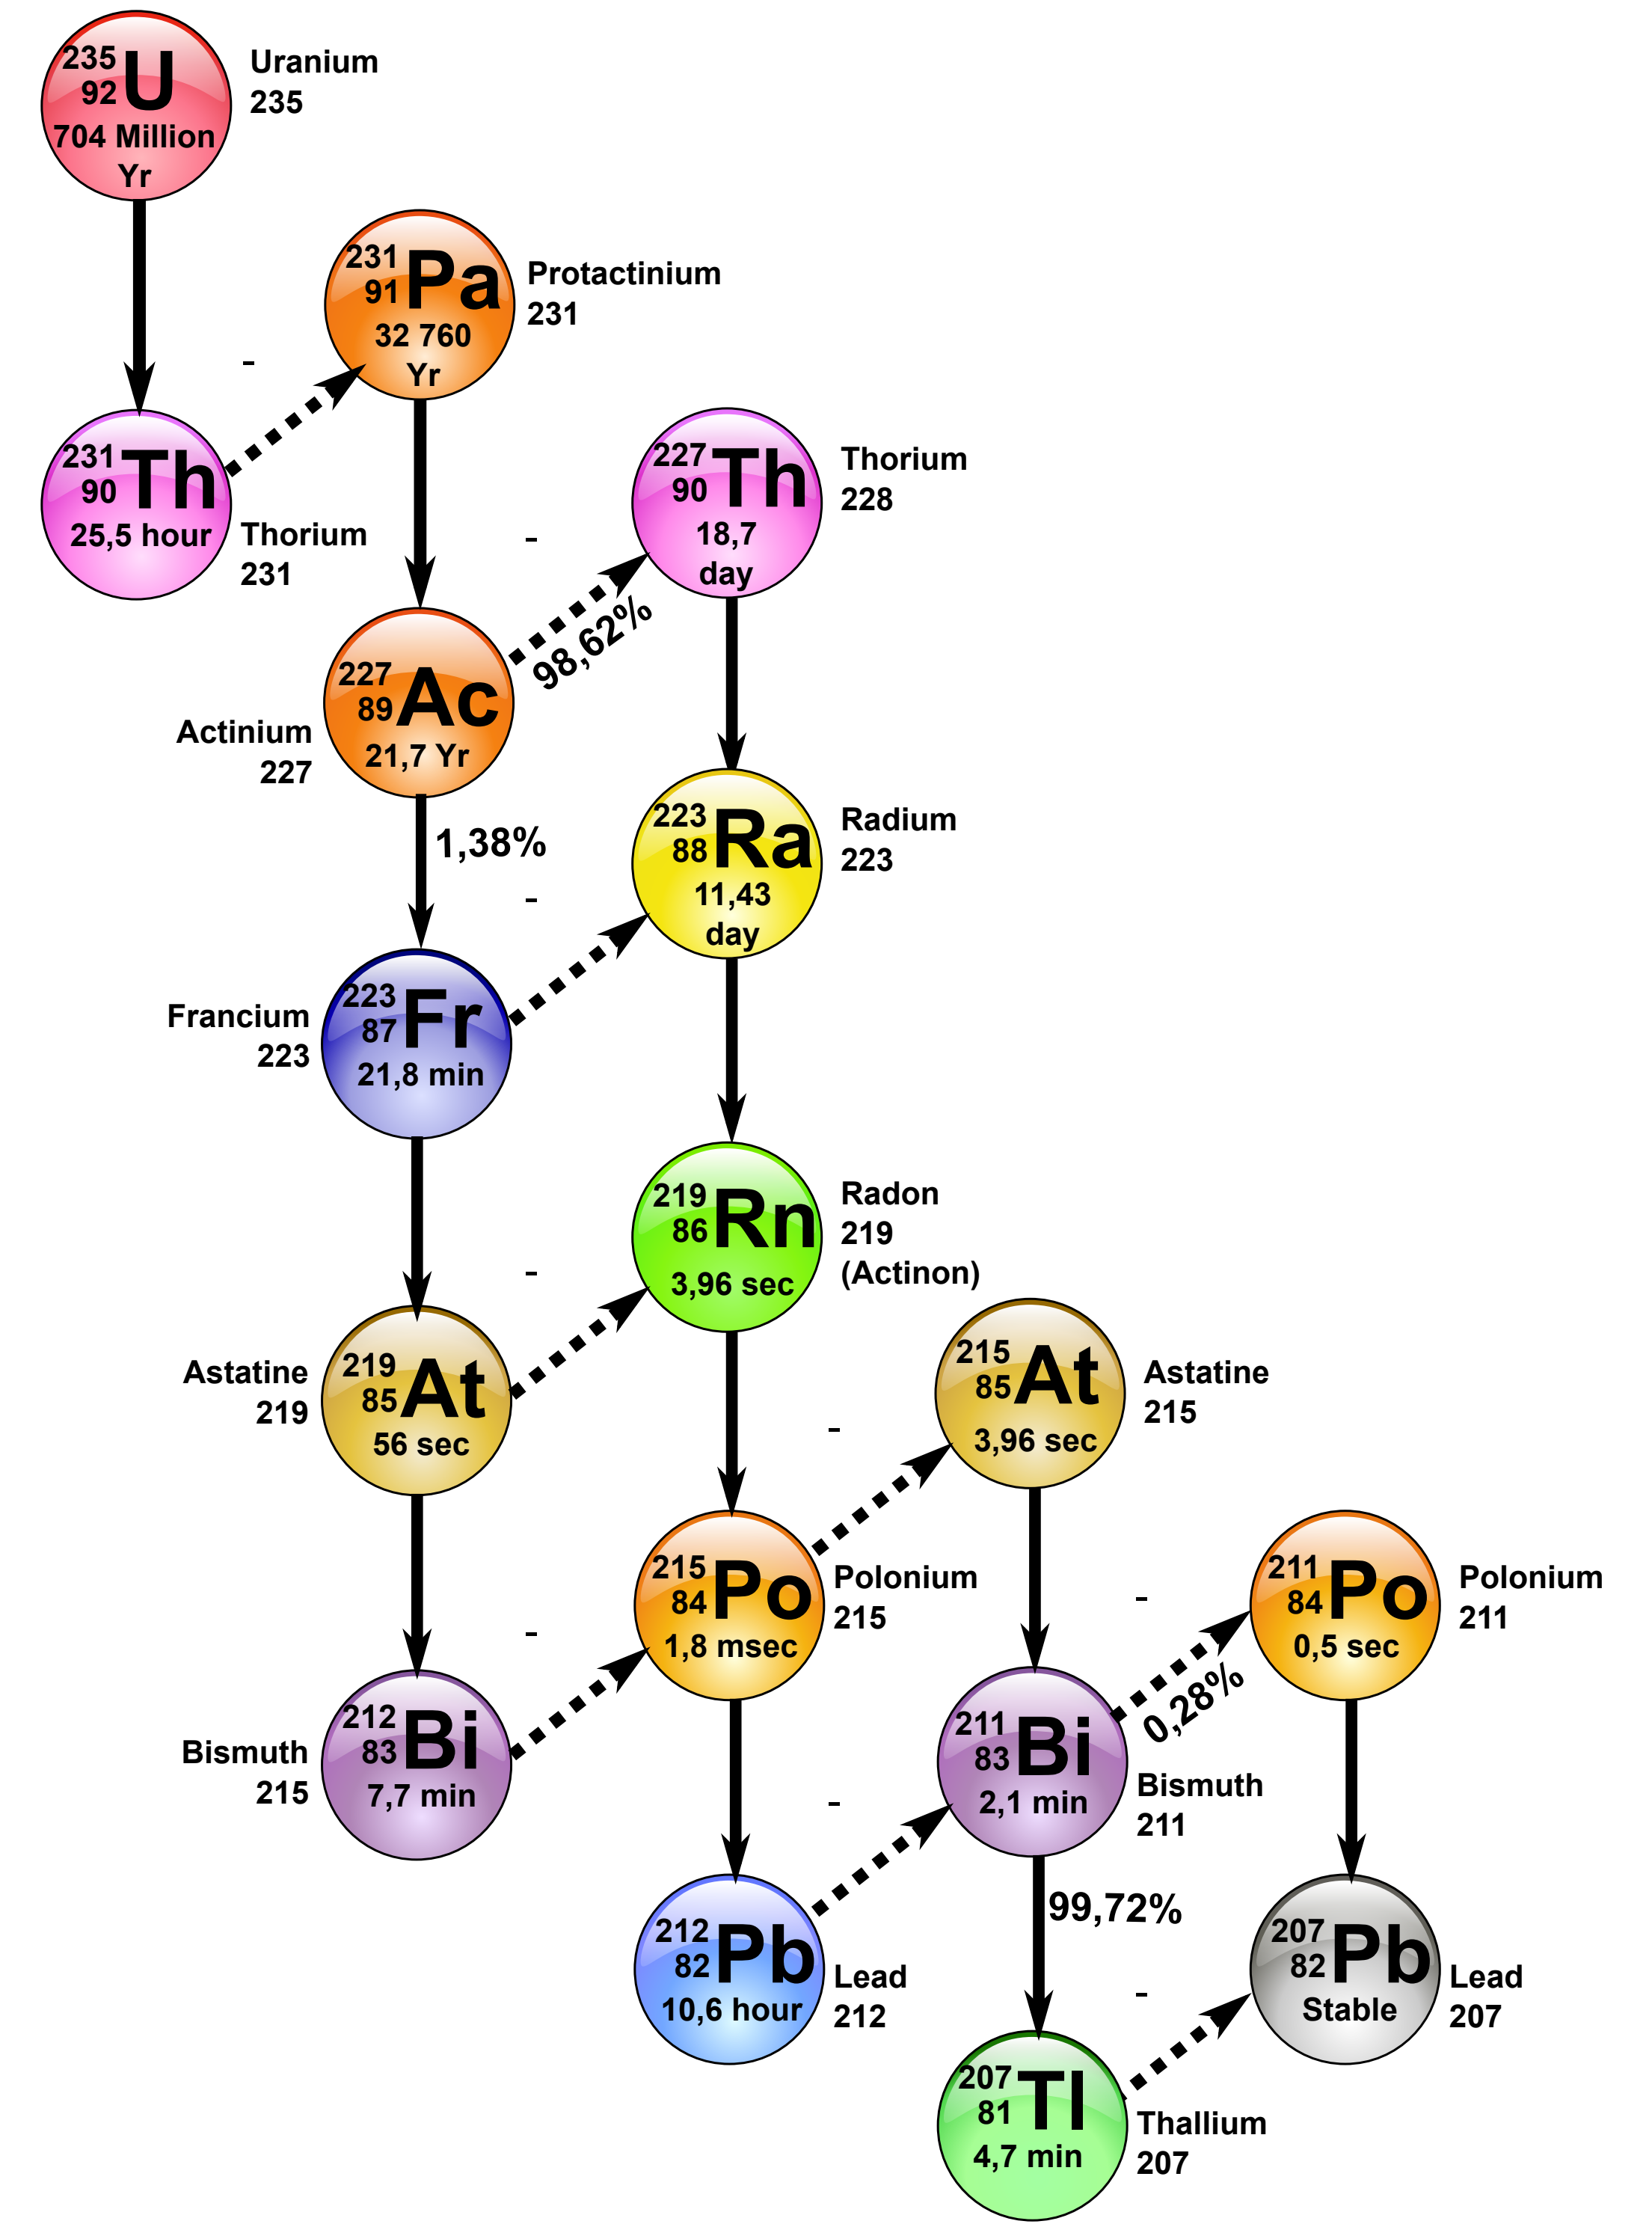 235
92 U
704 Million
Yr
Uranium
235
231
91 Pa
32 760
Yr
Protactinium
231
-
231
90 Th
25,5 hour
Thorium
231
227
90 Th
18,7
day
Thorium
228
-
98,62%
227
89 Ac
21,7 Yr
Actinium
227
1,38%
223
88 Ra
11,43
day
Radium
223
-
223
87 Fr
21,8 min
Francium
223
219
86 Rn
3,96 sec
Radon
219
(Actinon)
-
219
85 At
56 sec
Astatine
219
215
85 At
3,96 sec
Astatine
215
-
215
84 Po
1,8 msec
Polonium
215
-
211
84 Po
0,5 sec
Polonium
211
-
0,28%
212
83 Bi
7,7 min
Bismuth
215
211
83 Bi
2,1 min
Bismuth
211
-
99,72%
212
82 Pb
10,6 hour
Lead
212
207
82 Pb
Stable
Lead
207
-
207
81 Tl
4,7 min
Thallium
207